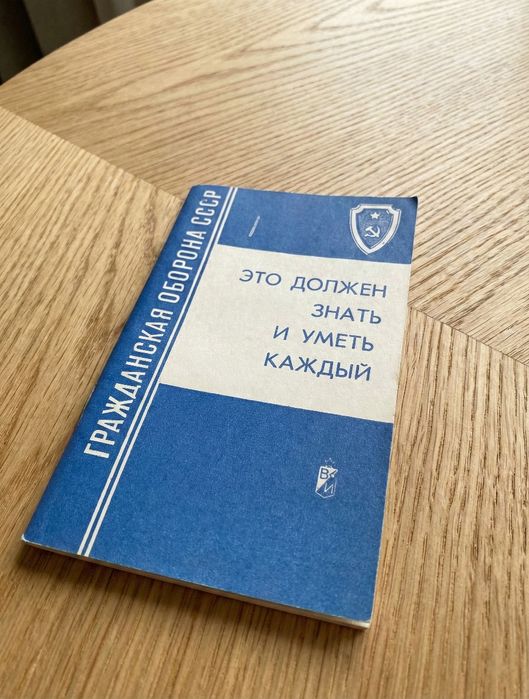 ГРАЖДАНСКАЯ ОБОРОНА СССР
ЭТО ДОЛЖЕН
ЗНАТЬ
И УМЕТЬ
КАЖДЫЙ
В
И